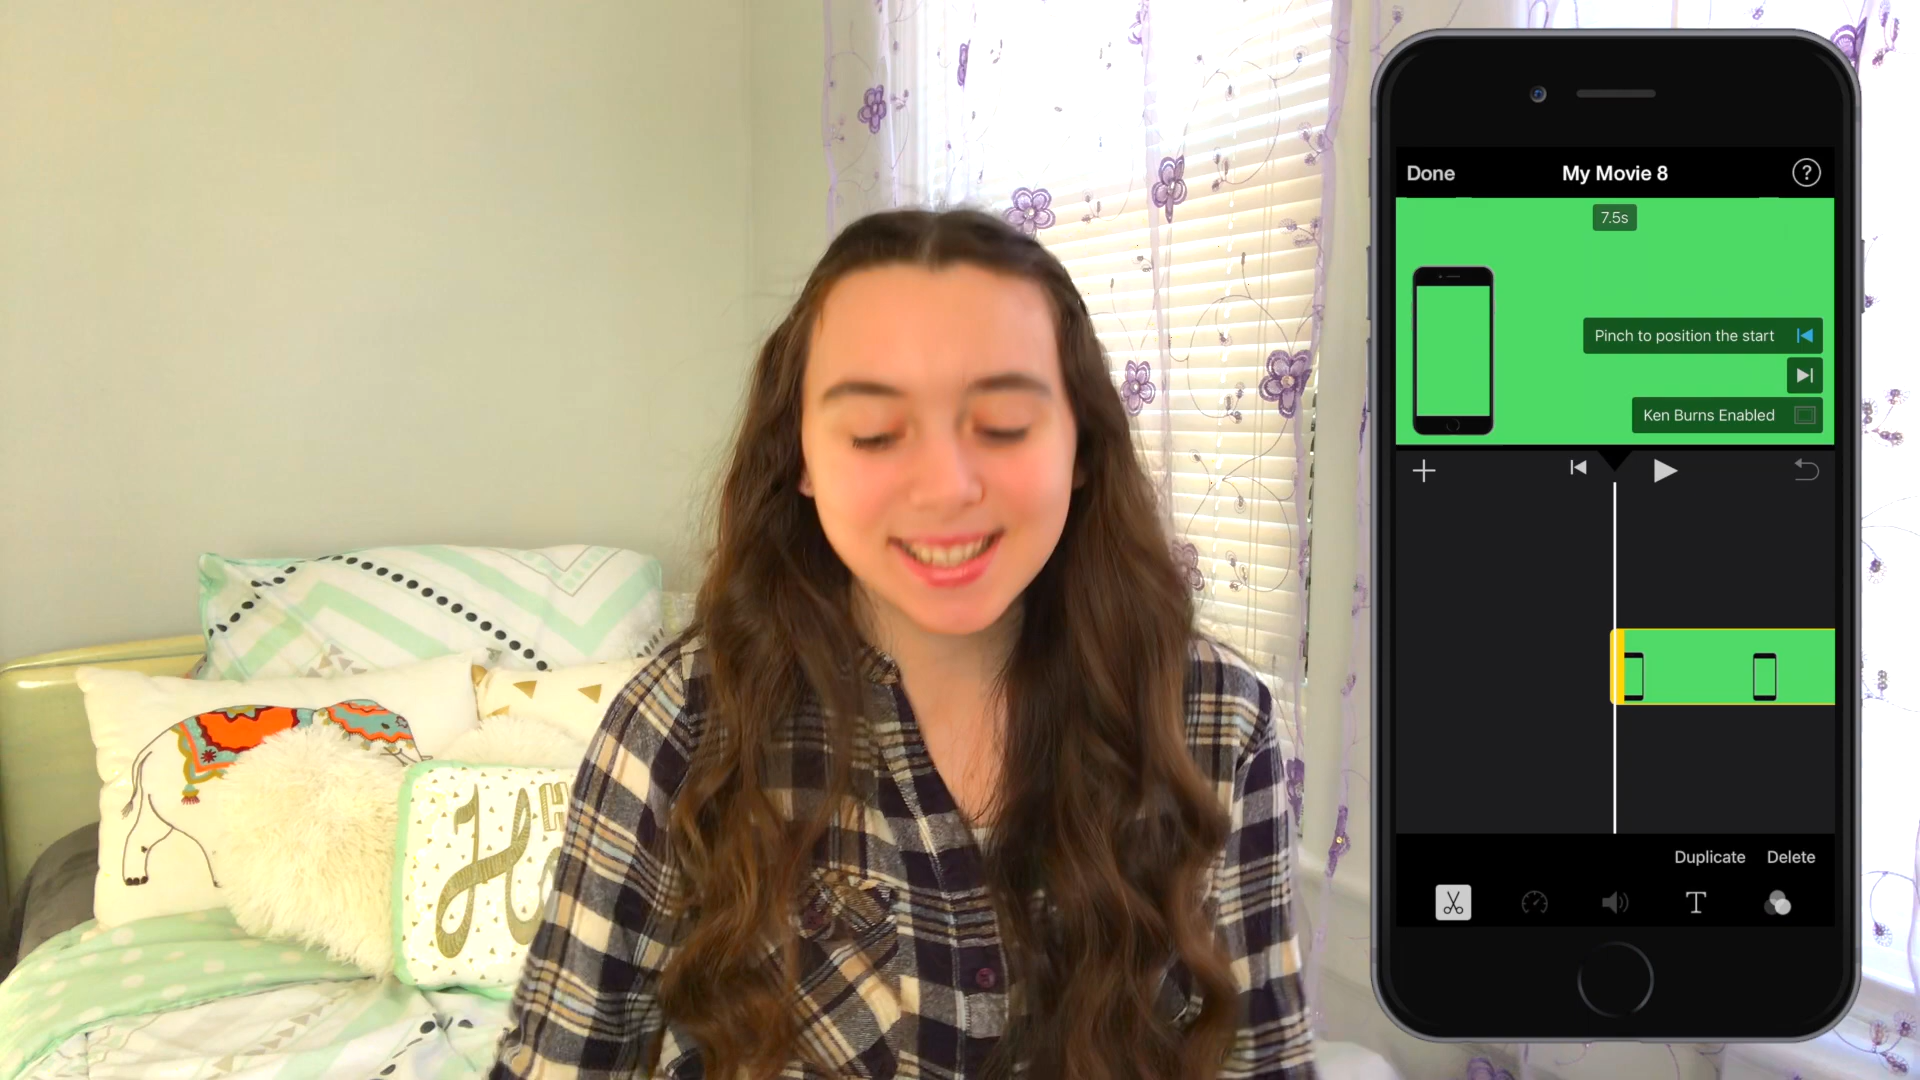 Done
My Movie 8
?
7.5s
Pinch to position the start
Ken Burns Enabled
Duplicate
Delete
T